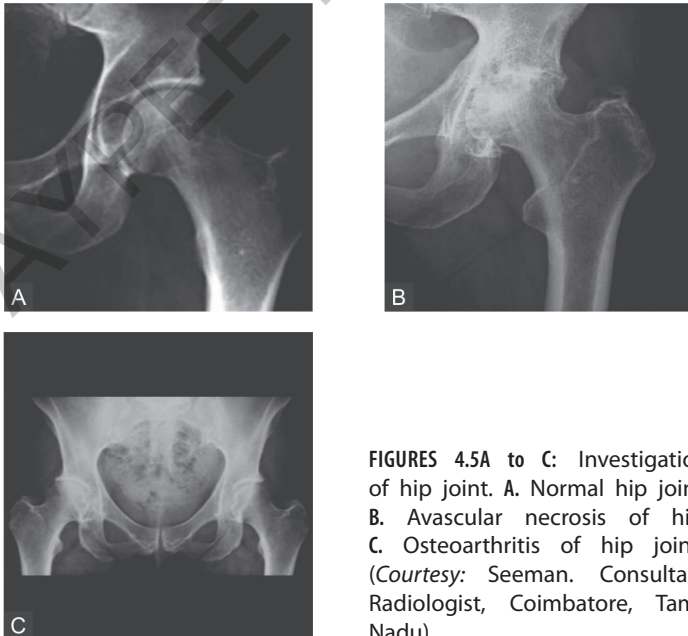 AYPEE
A
B
C
FIGURES 4.5A to C: Investigatio
of hip joint. A. Normal hip join
B. Avascular necrosis of hi
C. Osteoarthritis of hip join
(Courtesy: Seeman. Consulta
Radiologist, Coimbatore, Tam
Nadu)